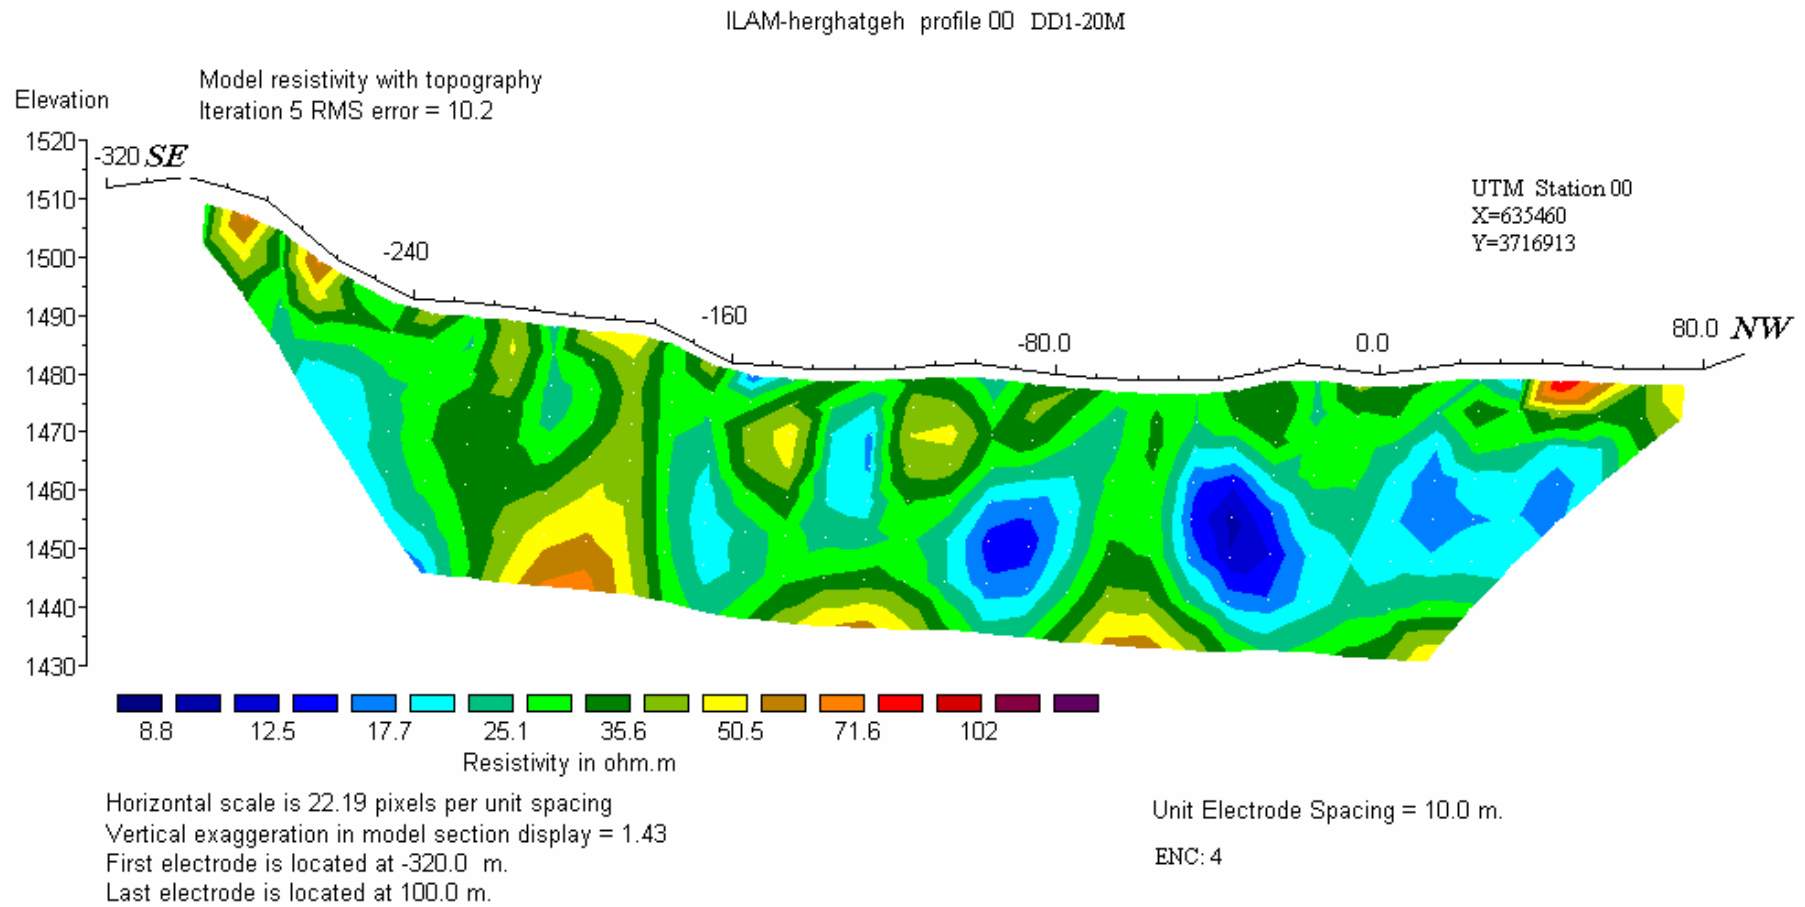 ILAM-herghatgeh profile 00 DD1-20M
Model resistivity with topography
Elevation
Iteration 5 RMS error = 10.2
1520
-320 SE
1510
UTM Station 00
X=635460
Y=3716913
1500
-240
1490
-160
-80.0
0.0
80.0 NW
1480
1470
1460
1450
1440
1430
8.8 12.5 17.7 25.1 35.6 50.5 71.6 102
Resistivity in ohm.m
Horizontal scale is 22.19 pixels per unit spacing
Vertical exaggeration in model section display = 1.43
First electrode is located at -320.0 m.
Last electrode is located at 100.0 m.
Unit Electrode Spacing = 10.0 m.
ENC: 4